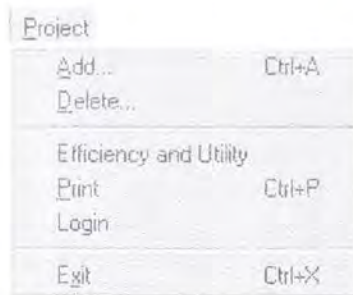 Project
Add... Ctrl+A
Delete...
Efficiency and Utility
Print Ctrl+P
Login
Exit Ctrl+X